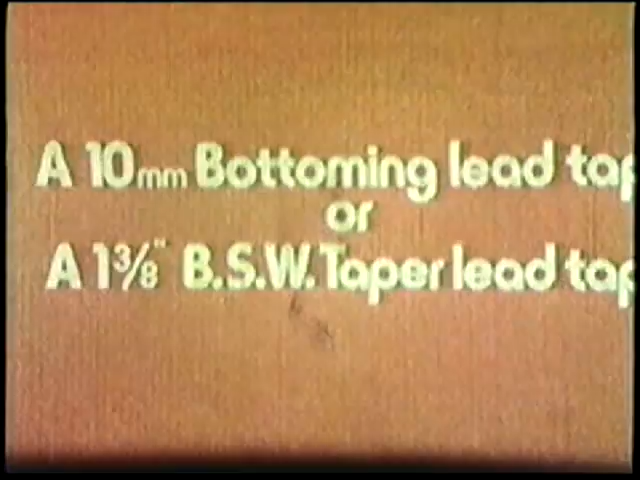 A 10mm Bottoming lead tap
or
A 1⅜" B.S.W. Taper lead tap